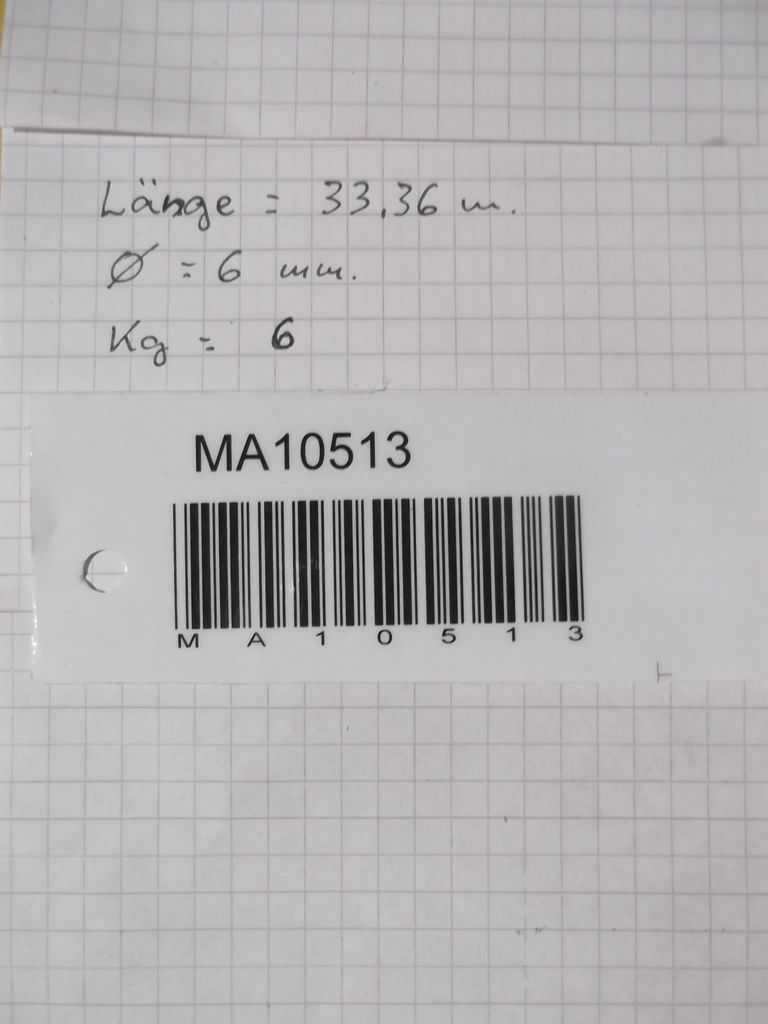 Länge = 33.36 m.
Ø = 6 mm.
Kg = 6
MA10513
M A 1 0 5 1 3